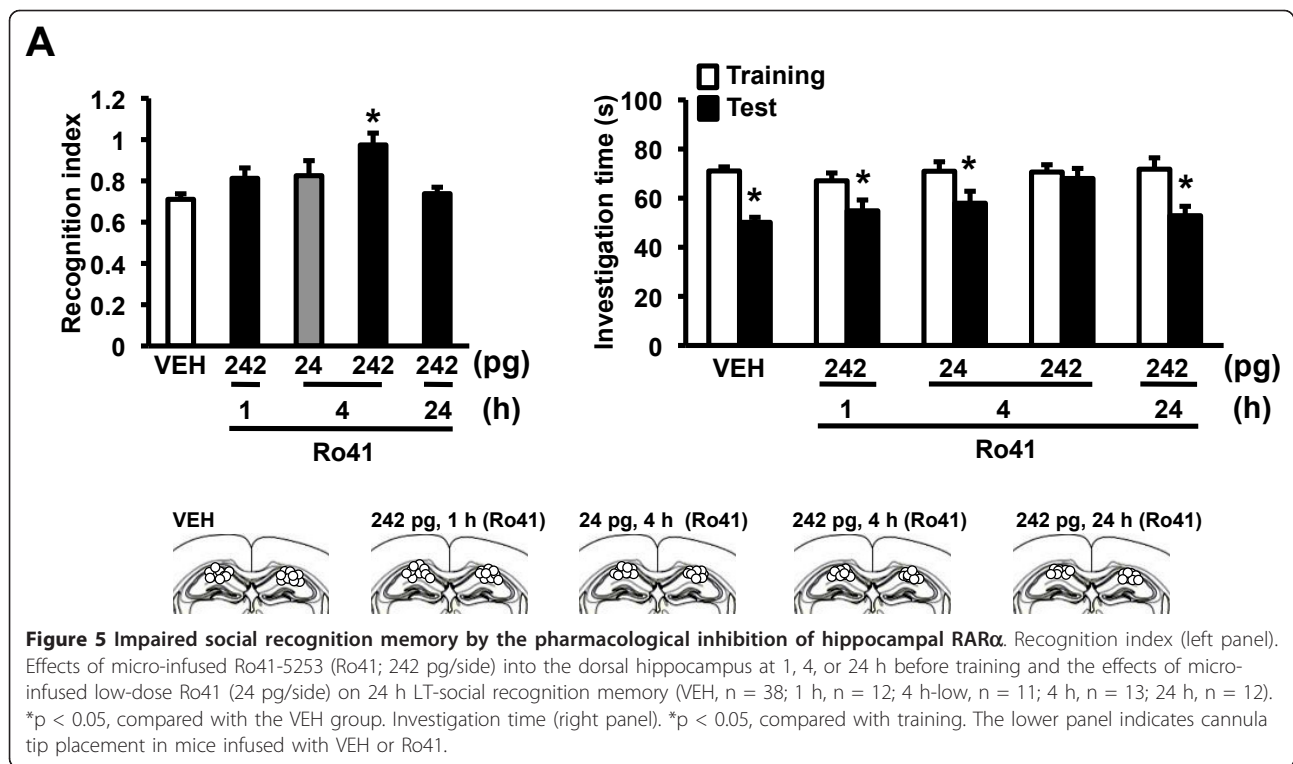 A
Recognition index
1.2
1
0.8
0.6
0.4
0.2
0
*
VEH 242 24 242 242 (pg)
1 4 24 (h)
Ro41
Training
Test
Investigation time (s)
100
80
60
40
20
0
* * * *
VEH 242 24 242 242 (pg)
1 4 24 (h)
Ro41
VEH 242 pg, 1 h (Ro41) 24 pg, 4 h (Ro41) 242 pg, 4 h (Ro41) 242 pg, 24 h (Ro41)
Figure 5 Impaired social recognition memory by the pharmacological inhibition of hippocampal RARα. Recognition index (left panel).
Effects of micro-infused Ro41-5253 (Ro41; 242 pg/side) into the dorsal hippocampus at 1, 4, or 24 h before training and the effects of micro-
infused low-dose Ro41 (24 pg/side) on 24 h LT-social recognition memory (VEH, n = 38; 1 h, n = 12; 4 h-low, n = 11; 4 h, n = 13; 24 h, n = 12).
*p < 0.05, compared with the VEH group. Investigation time (right panel). *p < 0.05, compared with training. The lower panel indicates cannula
tip placement in mice infused with VEH or Ro41.